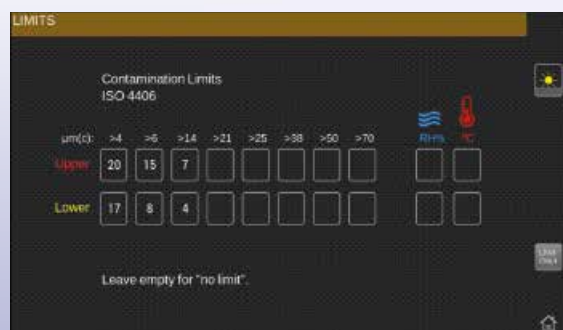 LIMITS
Contamination Limits
ISO 4406
µm(c): >4 >6 >14 >21 >25 >38 >50 >70 RH% °C
Upper 20 15 7
Lower 17 8 4
Leave empty for "no limit".